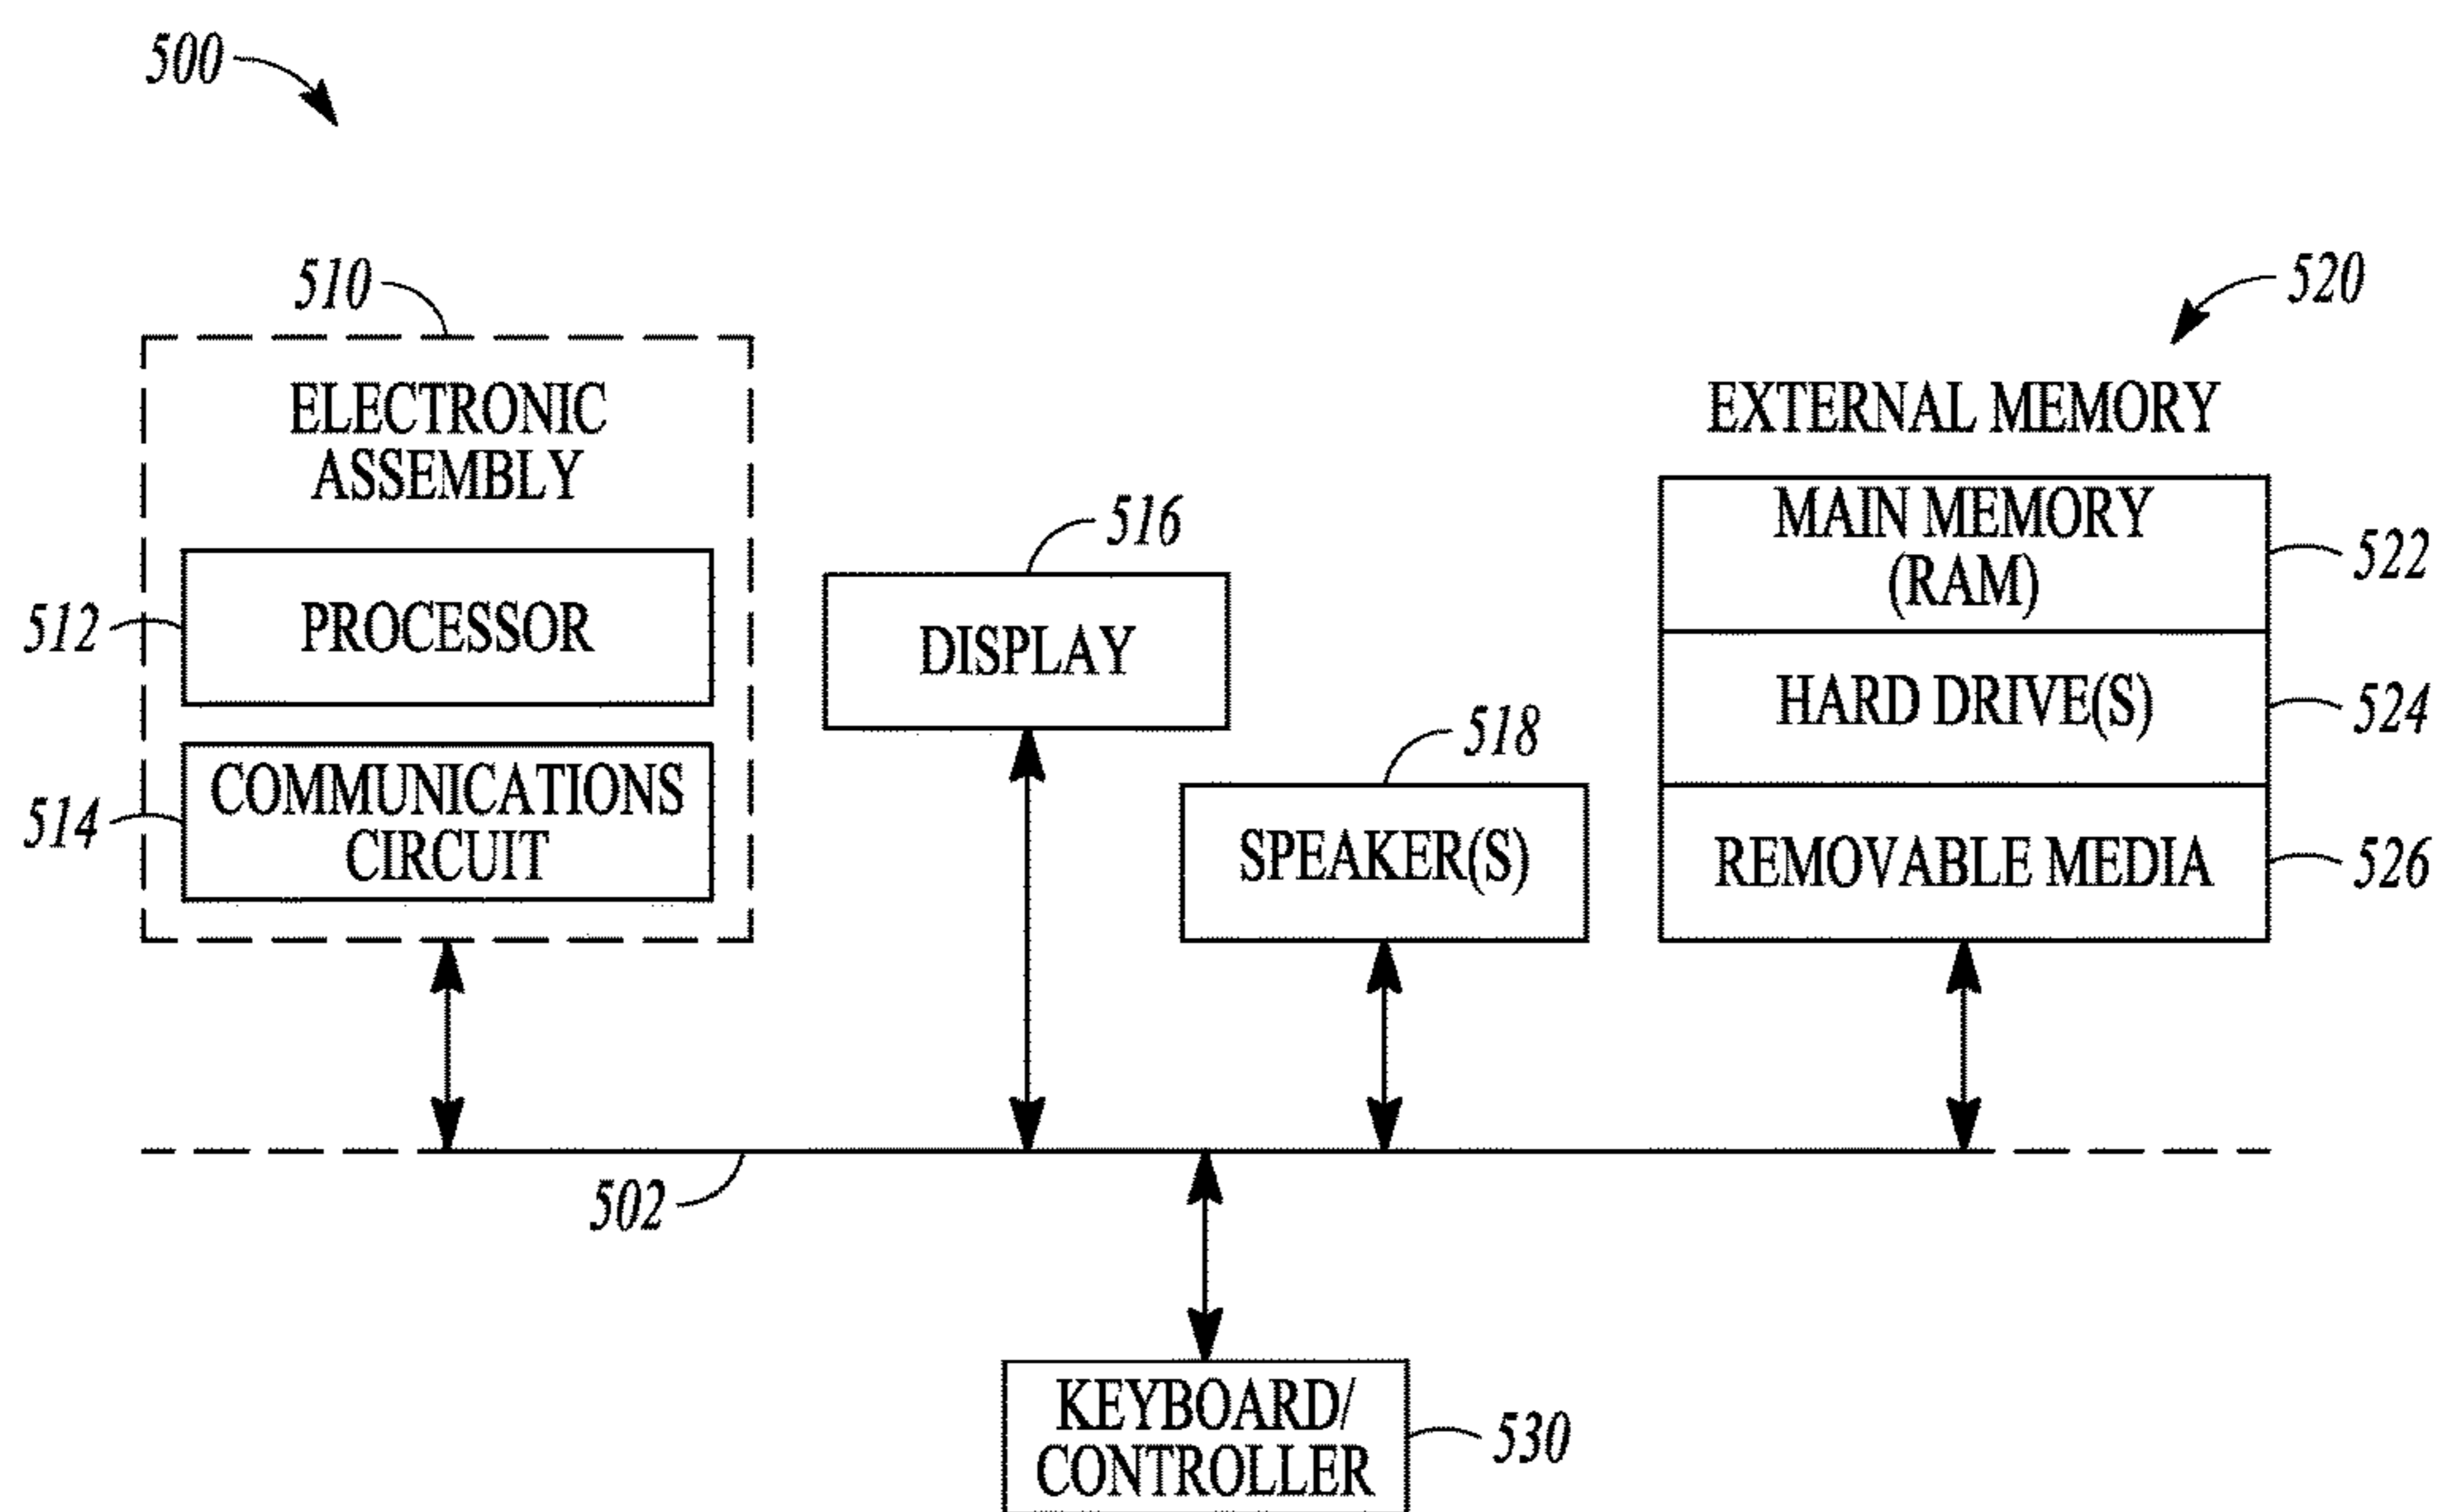 500
510
520
ELECTRONIC
ASSEMBLY
EXTERNAL MEMORY
516
MAIN MEMORY
(RAM)
522
512
PROCESSOR
DISPLAY
HARD DRIVE(S)
524
518
514
COMMUNICATIONS
CIRCUIT
SPEAKER(S)
REMOVABLE MEDIA
526
502
KEYBOARD/
CONTROLLER
530